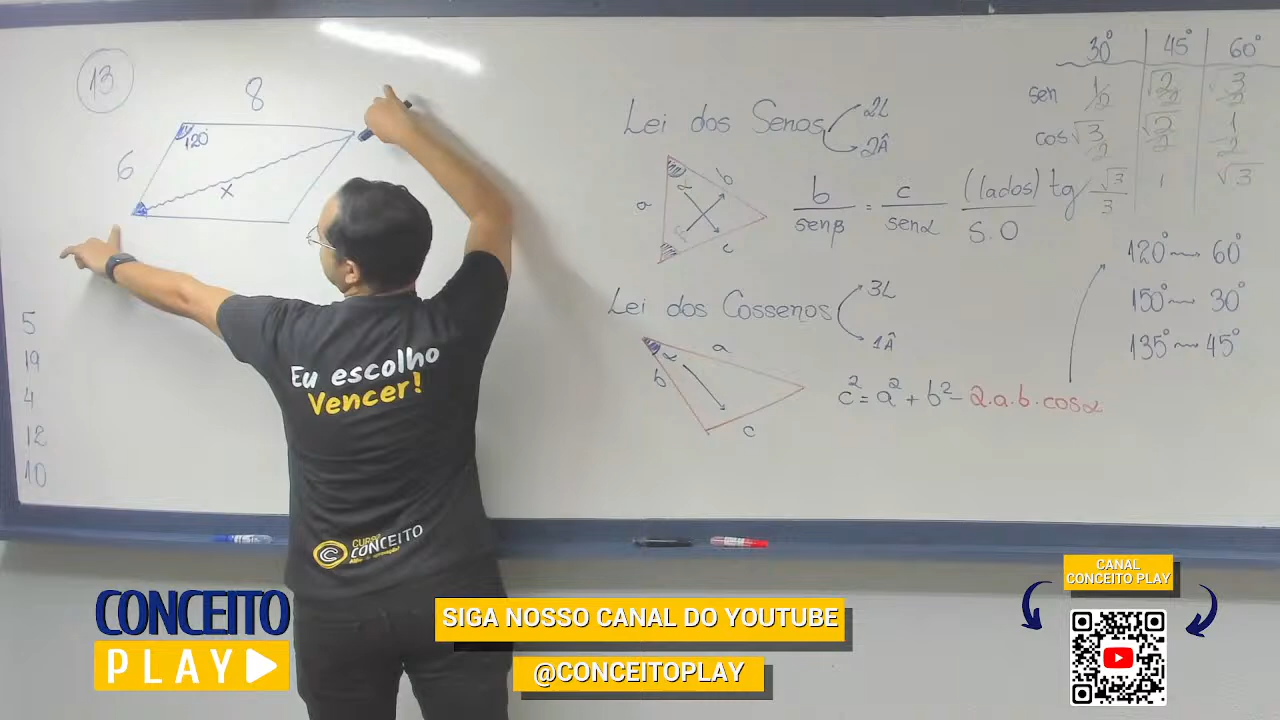 13
8
120°
6
x
5
19
4
12
10
Lei dos Senos
2L
2Â
a
α
b
β
c
b/senβ = c/senα
(lados)
S.O
Lei dos Cossenos
3L
1Â
α
a
b
c
c² = a² + b² - 2.a.b.cosα
30° 45° 60°
sen 1/2 √2/2 √3/2
cos √3/2 √2/2 1/2
tg √3/3 1 √3
120° ~ 60°
150° ~ 30°
135° ~ 45°
Eu escolho
Vencer!
CURSO
CONCEITO
CONCEITO
PLAY
SIGA NOSSO CANAL DO YOUTUBE
@CONCEITOPLAY
CANAL
CONCEITO PLAY